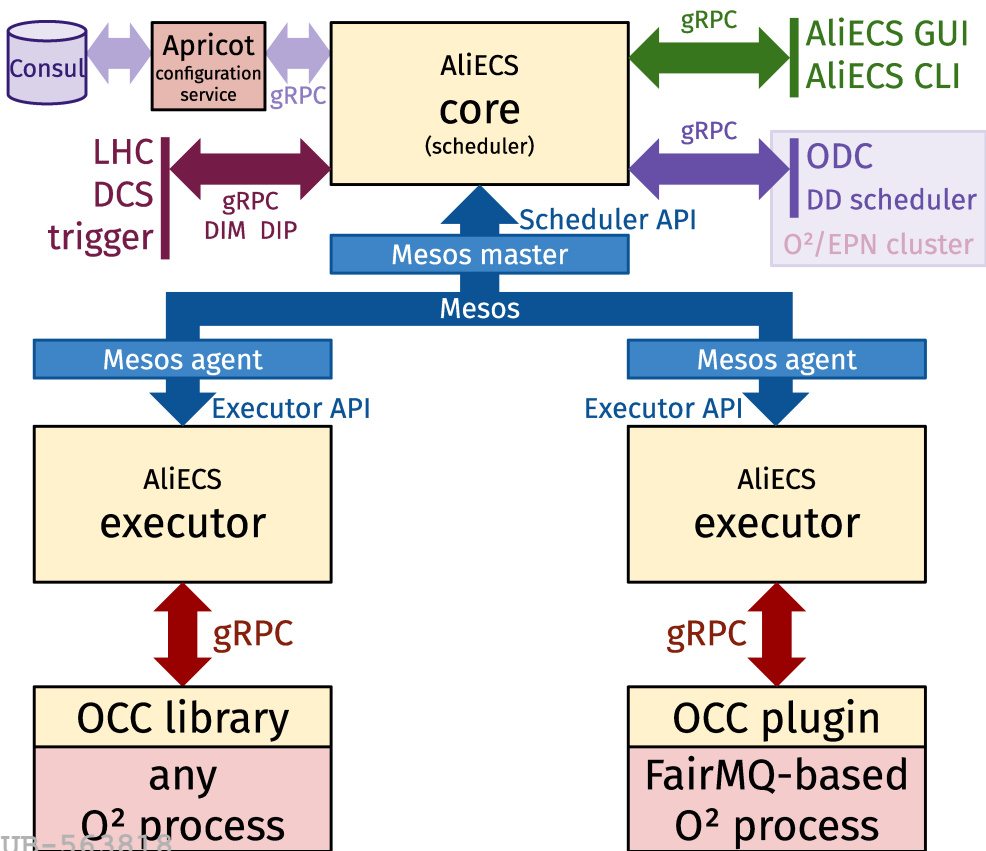 Consul
Apricot
configuration
service
gRPC
AliECS
core
(scheduler)
gRPC
AliECS GUI
AliECS CLI
LHC
DCS
trigger
gRPC
DIM DIP
gRPC
ODC
DD scheduler
O²/EPN cluster
Scheduler API
Mesos master
Mesos
Mesos agent
Mesos agent
Executor API
Executor API
AliECS
executor
AliECS
executor
gRPC
gRPC
OCC library
any
O² process
OCC plugin
FairMQ-based
O² process
UB-563818